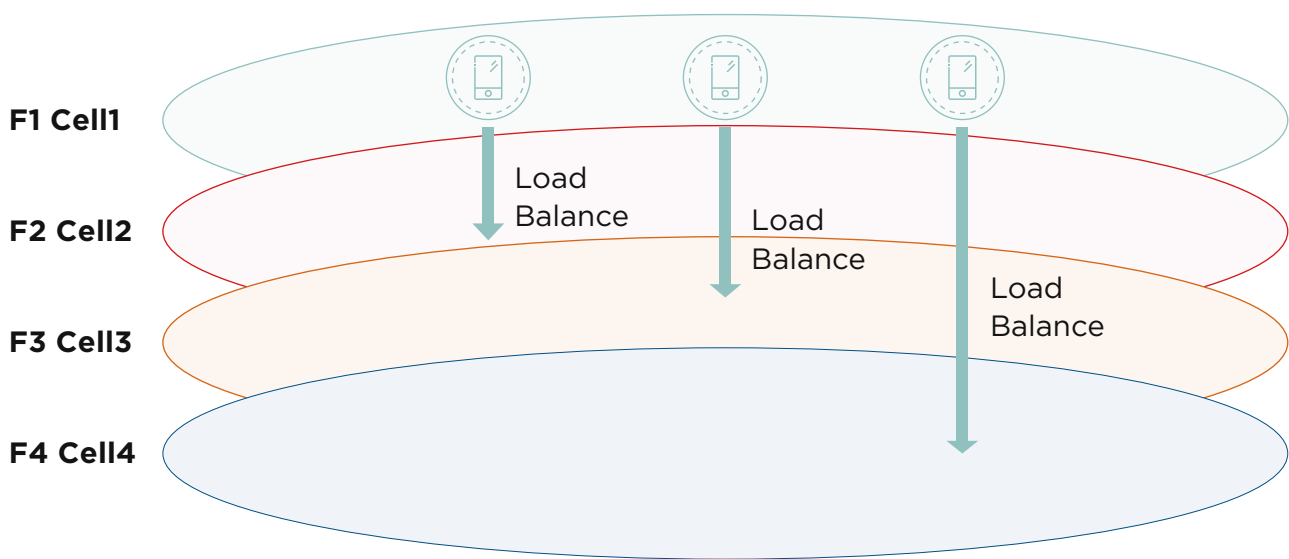 F1 Cell1
F2 Cell2
F3 Cell3
F4 Cell4
Load
Balance
Load
Balance
Load
Balance